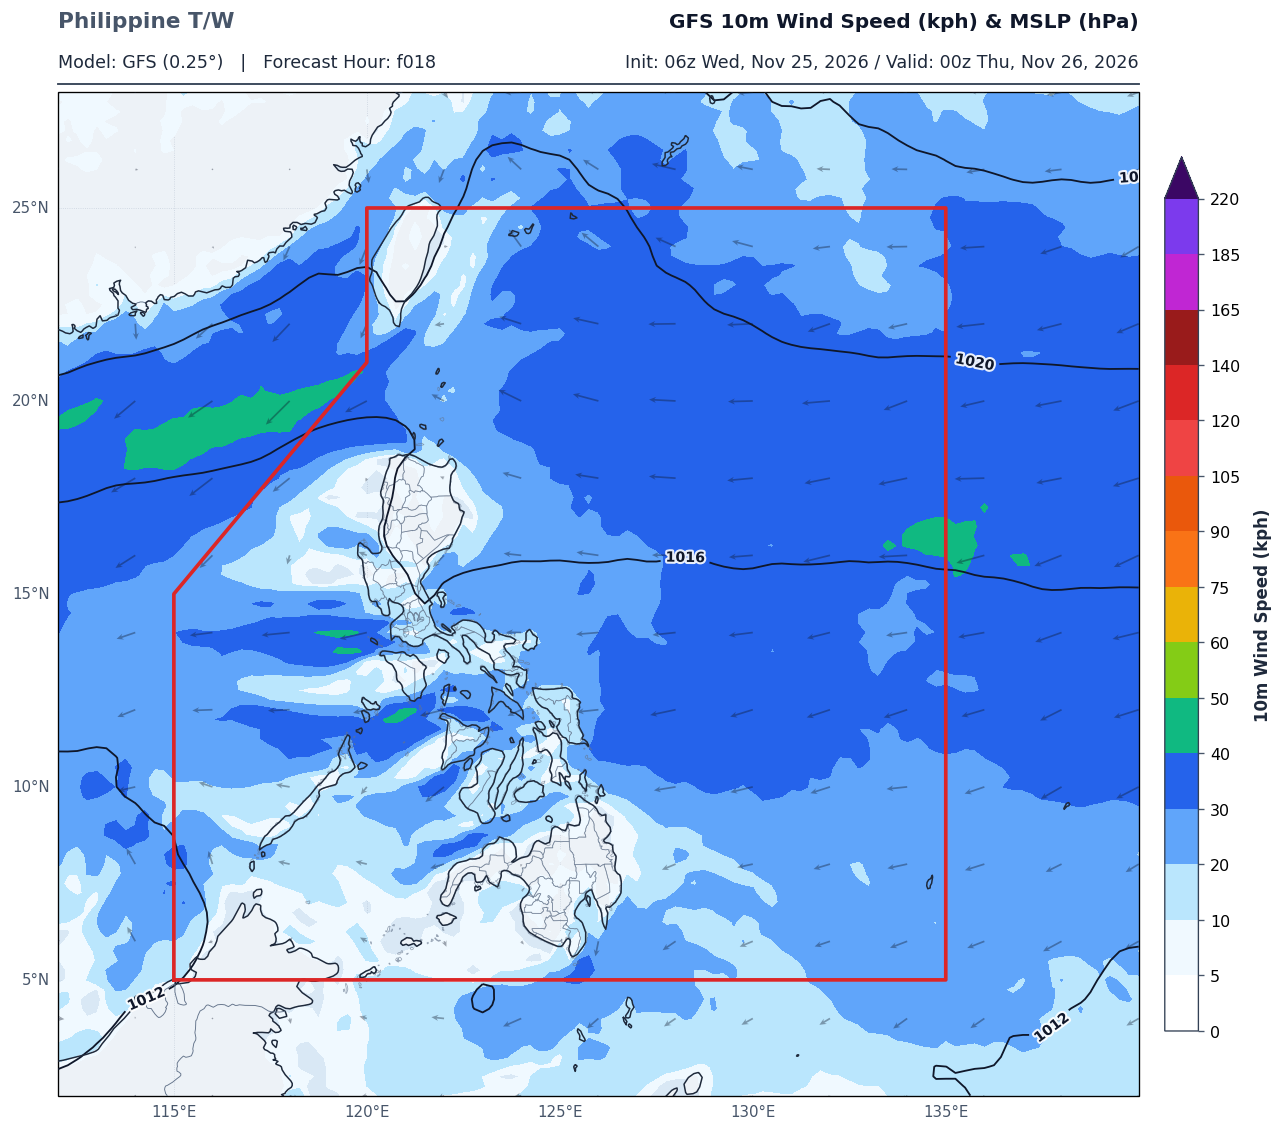 Philippine T/W
GFS 10m Wind Speed (kph) & MSLP (hPa)
Model: GFS (0.25°)   |   Forecast Hour: f018
Init: 06z Wed, Nov 25, 2026 / Valid: 00z Thu, Nov 26, 2026
10
25°N
20°N
15°N
10°N
5°N
1020
1016
1012
1012
115°E
120°E
125°E
130°E
135°E
220
185
165
140
120
105
90
75
60
50
40
30
20
10
5
0
10m Wind Speed (kph)